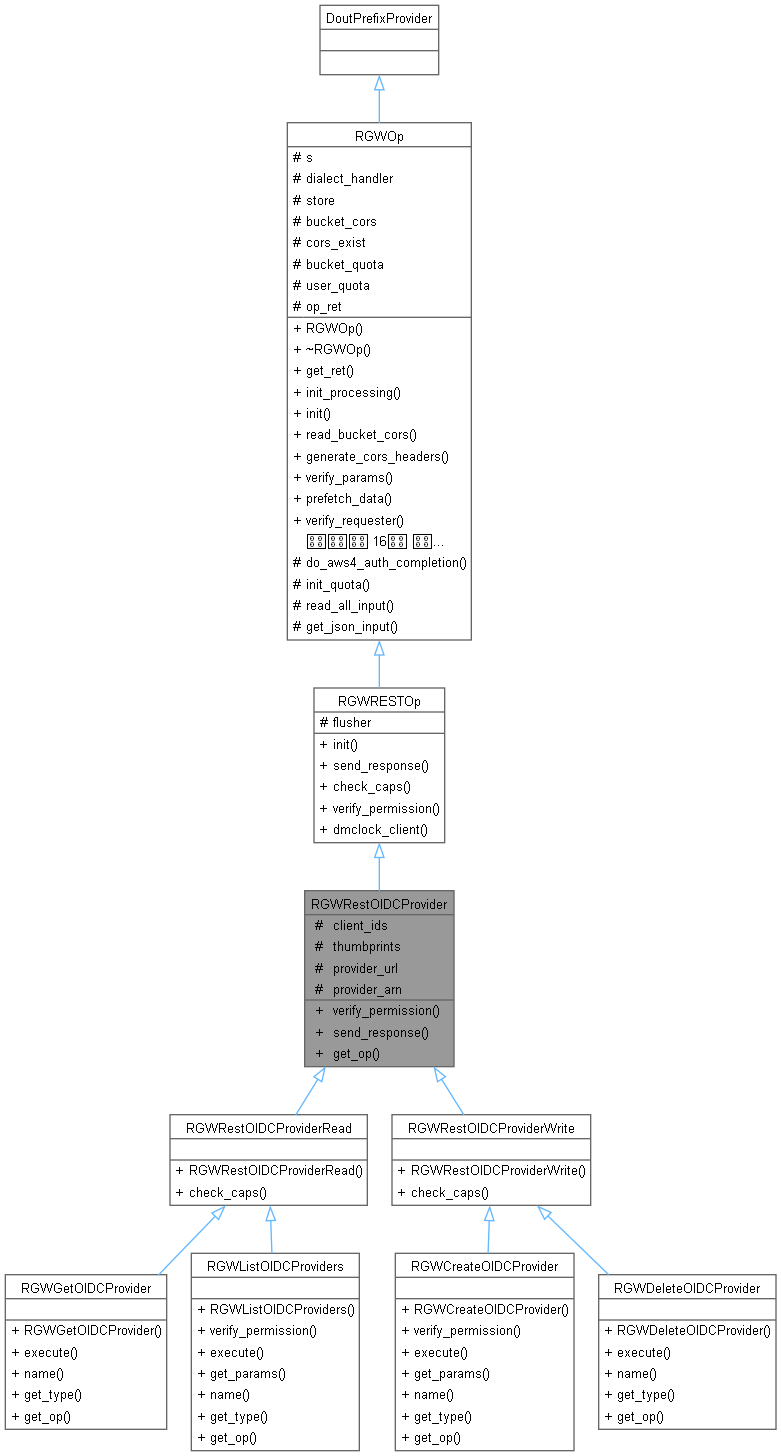 DoutPrefixProvider
RGWOp
# s
# dialect_handler
# store
# bucket_cors
# cors_exist
# bucket_quota
# user_quota
# op_ret
+ RGWOp()
+ ~RGWOp()
+ get_ret()
+ init_processing()
+ init()
+ read_bucket_cors()
+ generate_cors_headers()
+ verify_params()
+ prefetch_data()
+ verify_requester()
16 ...
# do_aws4_auth_completion()
# init_quota()
# read_all_input()
# get_json_input()
RGWRESTOp
# flusher
+ init()
+ send_response()
+ check_caps()
+ verify_permission()
+ dmclock_client()
RGWRestOIDCProvider
# client_ids
# thumbprints
# provider_url
# provider_arn
+ verify_permission()
+ send_response()
+ get_op()
RGWRestOIDCProviderRead
+ RGWRestOIDCProviderRead()
+ check_caps()
RGWRestOIDCProviderWrite
+ RGWRestOIDCProviderWrite()
+ check_caps()
RGWGetOIDCProvider
+ RGWGetOIDCProvider()
+ execute()
+ name()
+ get_type()
+ get_op()
RGWListOIDCProviders
+ RGWListOIDCProviders()
+ verify_permission()
+ execute()
+ get_params()
+ name()
+ get_type()
+ get_op()
RGWCreateOIDCProvider
+ RGWCreateOIDCProvider()
+ verify_permission()
+ execute()
+ get_params()
+ name()
+ get_type()
+ get_op()
RGWDeleteOIDCProvider
+ RGWDeleteOIDCProvider()
+ execute()
+ name()
+ get_type()
+ get_op()